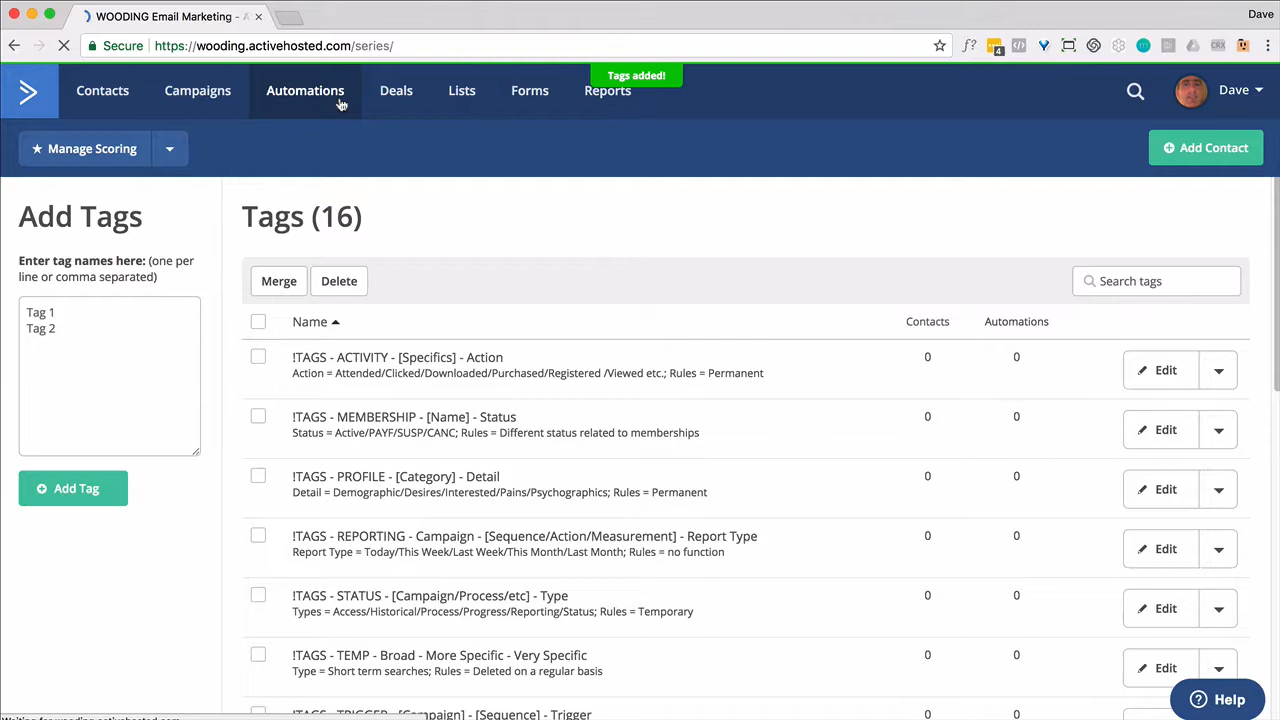 WOODING Email Marketing - A
Dave
Secure
https://wooding.activehosted.com/series/
4
CRX
Tags added!
Contacts
Campaigns
Automations
Deals
Lists
Forms
Reports
Dave
Manage Scoring
Add Contact
Add Tags
Tags (16)
Enter tag names here: (one per
line or comma separated)
Tag 1
Tag 2
Add Tag
Merge
Delete
Search tags
Name
Contacts
Automations
!TAGS - ACTIVITY - [Specifics] - Action
Action = Attended/Clicked/Downloaded/Purchased/Registered /Viewed etc.; Rules = Permanent
0
0
Edit
!TAGS - MEMBERSHIP - [Name] - Status
Status = Active/PAYF/SUSP/CANC; Rules = Different status related to memberships
0
0
Edit
!TAGS - PROFILE - [Category] - Detail
Detail = Demographic/Desires/Interested/Pains/Psychographics; Rules = Permanent
0
0
Edit
!TAGS - REPORTING - Campaign - [Sequence/Action/Measurement] - Report Type
Report Type = Today/This Week/Last Week/This Month/Last Month; Rules = no function
0
0
Edit
!TAGS - STATUS - [Campaign/Process/etc] - Type
Types = Access/Historical/Process/Progress/Reporting/Status; Rules = Temporary
0
0
Edit
!TAGS - TEMP - Broad - More Specific - Very Specific
Type = Short term searches; Rules = Deleted on a regular basis
0
0
Edit
!TAGS - TRIGGER - [Campaign] - [Sequence] - Trigger
0
0
Help